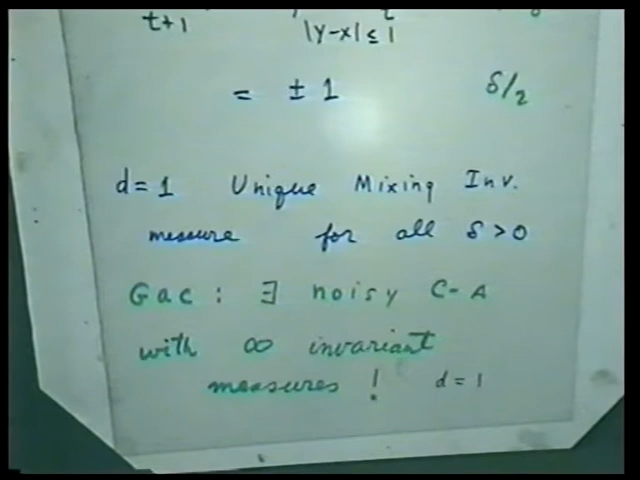 t+1 |y-x| ≤ 1
= ± 1 δ/2
d=1 Unique Mixing Inv.
measure for all δ>0
Gac : ∃ noisy C-A
with ∞ invariant
measures ! d=1